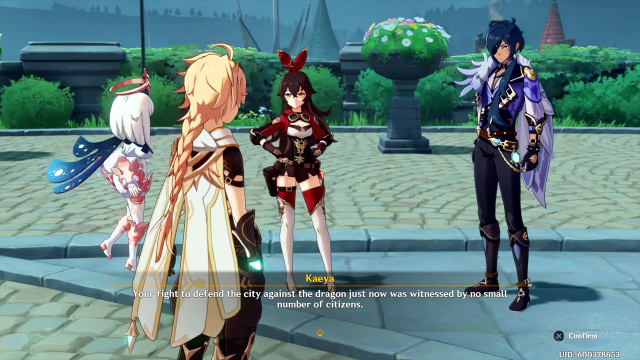 Kaeya
Your fight to defend the city against the dragon just now was witnessed by no small
number of citizens.
Confirm
UID: 600378653